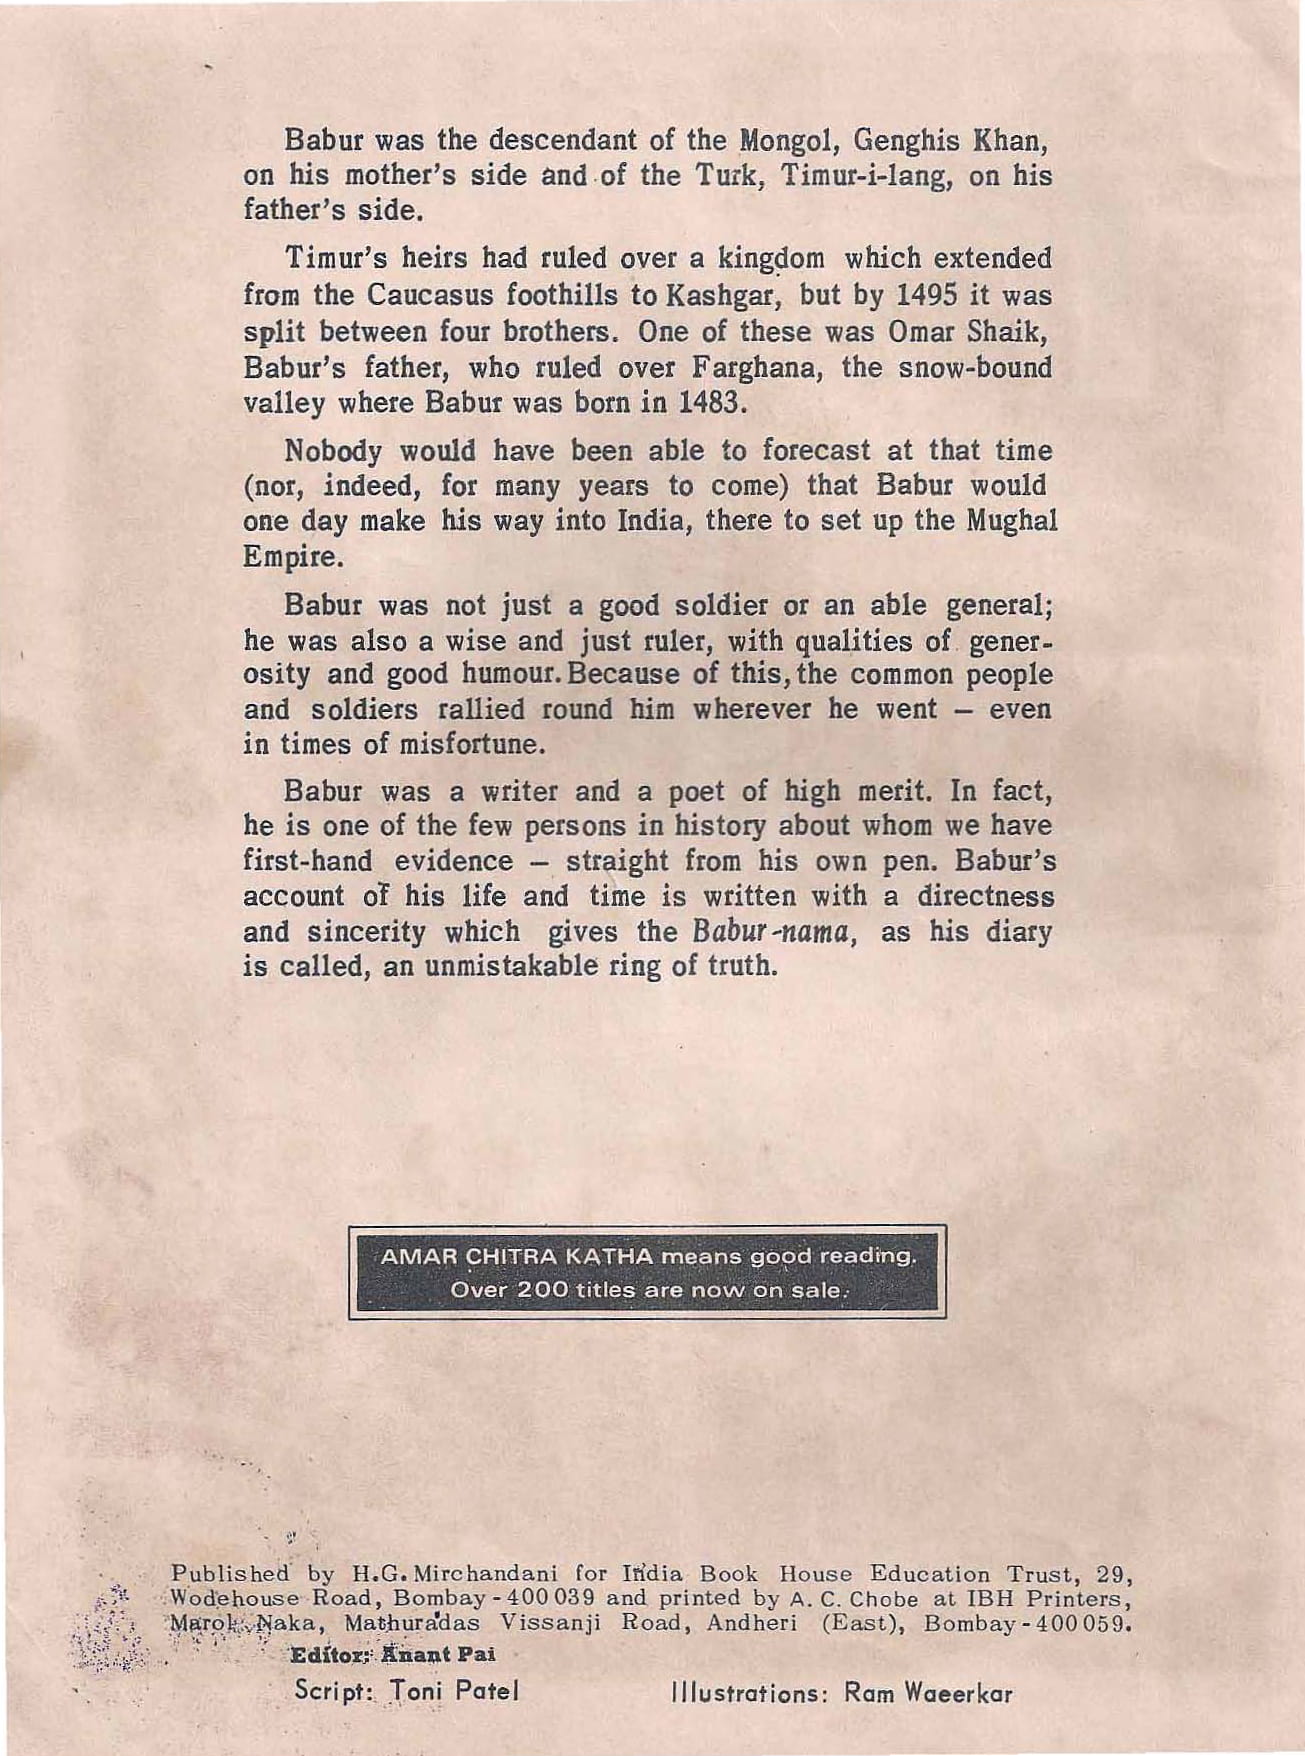 Babur was the descendant of the Mongol, Genghis Khan,
on his mother's side and of the Turk, Timur-i-lang, on his
father's side.
Timur's heirs had ruled over a kingdom which extended
from the Caucasus foothills to Kashgar, but by 1495 it was
split between four brothers. One of these was Omar Shaik,
Babur's father, who ruled over Farghana, the snow-bound
valley where Babur was born in 1483.
Nobody would have been able to forecast at that time
(nor, indeed, for many years to come) that Babur would
one day make his way into India, there to set up the Mughal
Empire.
Babur was not just a good soldier or an able general;
he was also a wise and just ruler, with qualities of gener-
osity and good humour. Because of this, the common people
and soldiers rallied round him wherever he went – even
in times of misfortune.
Babur was a writer and a poet of high merit. In fact,
he is one of the few persons in history about whom we have
first-hand evidence – straight from his own pen. Babur's
account of his life and time is written with a directness
and sincerity which gives the Babur-nama, as his diary
is called, an unmistakable ring of truth.
AMAR CHITRA KATHA means good reading.
Over 200 titles are now on sale.
Published by H.G. Mirchandani for India Book House Education Trust, 29,
Wodehouse Road, Bombay - 400 039 and printed by A. C. Chobe at IBH Printers,
Marol Naka, Mathuradas Vissanji Road, Andheri (East), Bombay - 400 059.
Editor: Anant Pai
Script: Toni Patel Illustrations: Ram Waeerkar